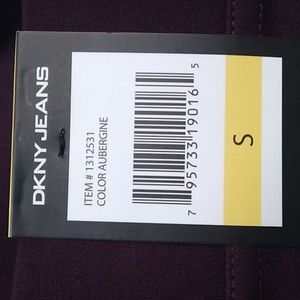 DKNY JEANS
ITEM # 1312531
COLOR AUBERGINE
7 95733 19016 5
S